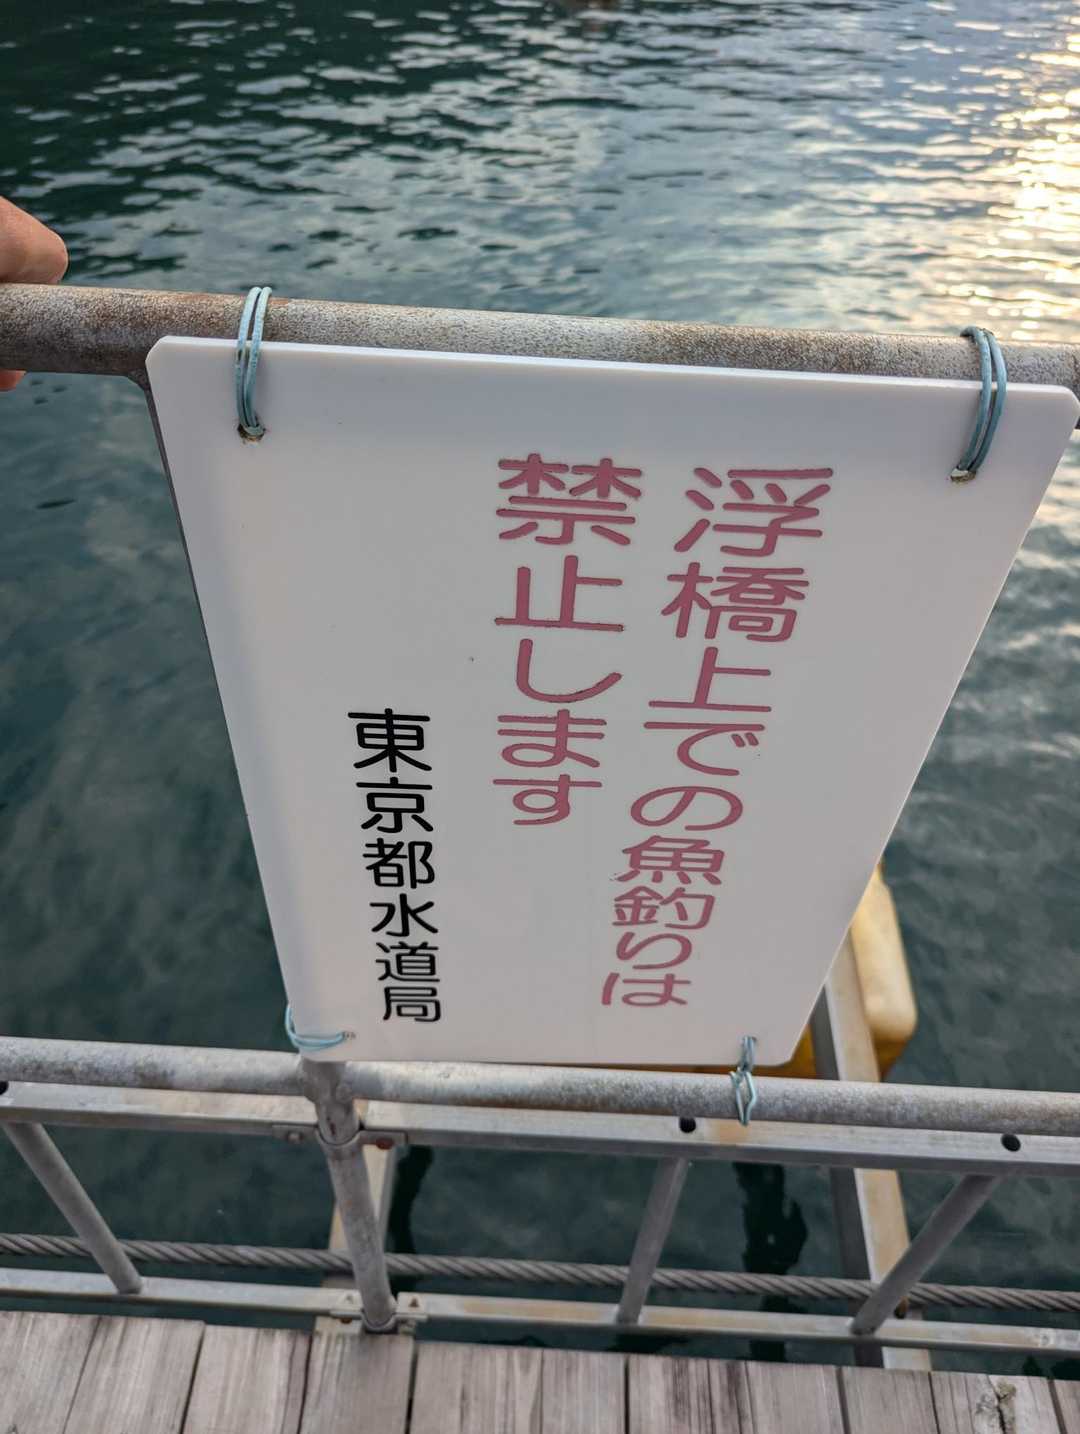 浮橋上での魚釣りは
禁止します
東京都水道局